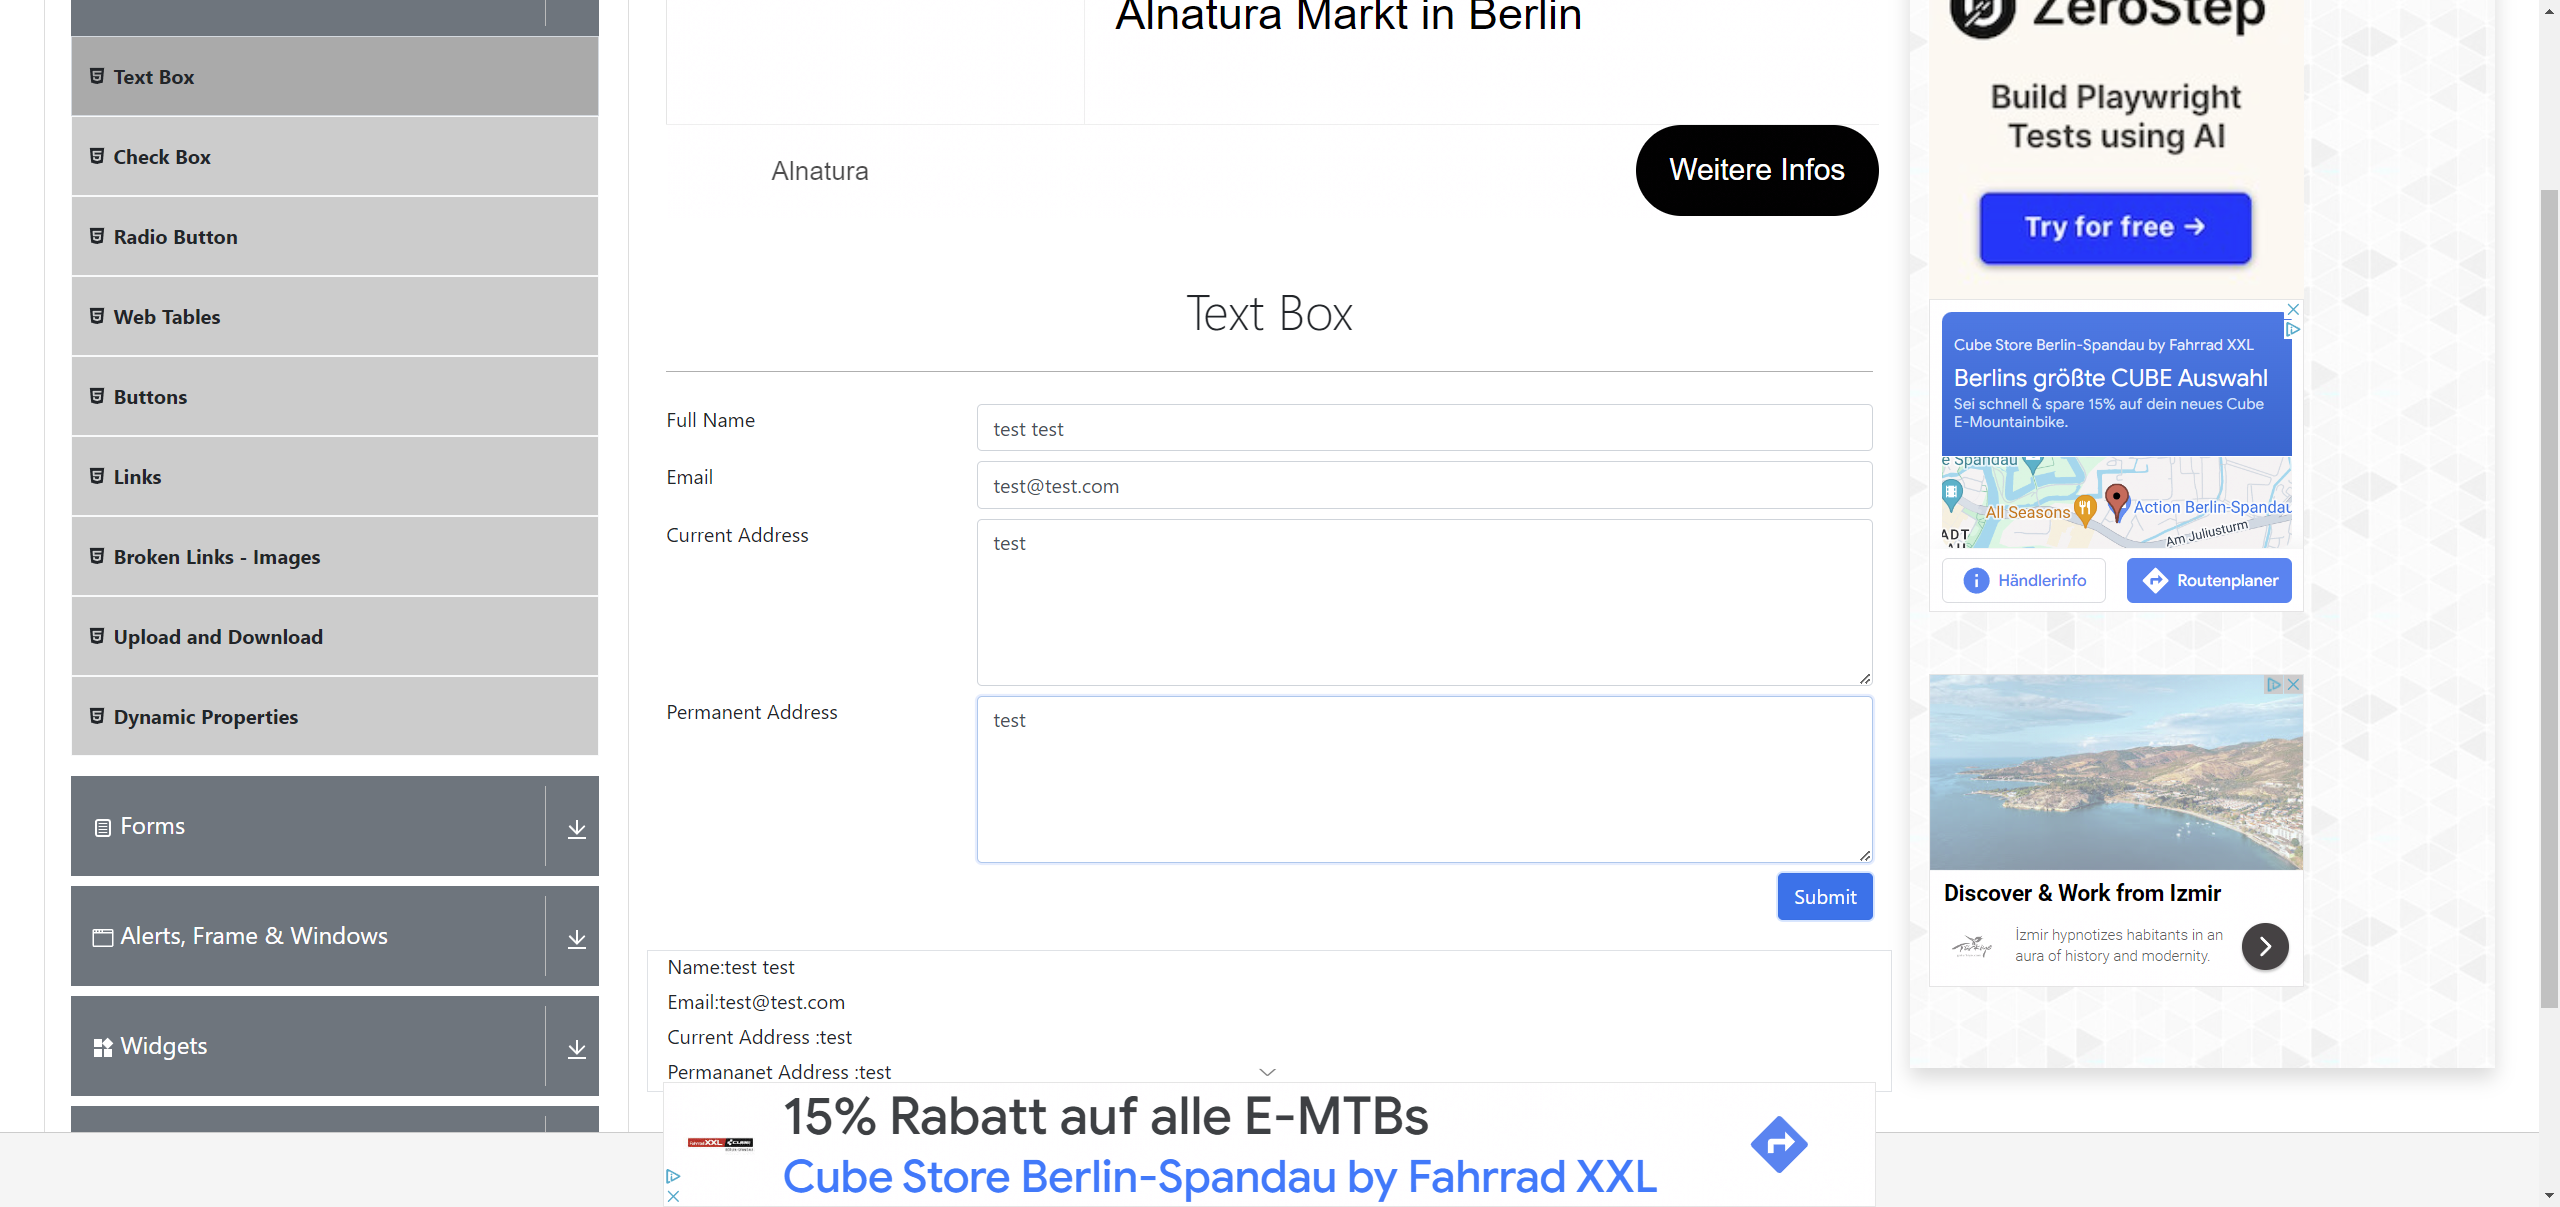 Text Box
Check Box
Radio Button
Web Tables
Buttons
Links
Broken Links - Images
Upload and Download
Dynamic Properties
Forms
Alerts, Frame & Windows
Widgets
Alnatura Markt in Berlin
Alnatura
Weitere Infos
Text Box
Full Name
test test
Email
test@test.com
Current Address
test
Permanent Address
test
Submit
Name:test test
Email:test@test.com
Current Address :test
Permananet Address :test
15% Rabatt auf alle E-MTBs
Cube Store Berlin-Spandau by Fahrrad XXL
ZeroStep
Build Playwright
Tests using AI
Try for free
Cube Store Berlin-Spandau by Fahrrad XXL
Berlins größte CUBE Auswahl
Sei schnell & spare 15% auf dein neues Cube
E-Mountainbike.
e Spandau
All Seasons
Action Berlin-Spandau
Am Juliusturm
ADT
Händlerinfo
Routenplaner
Discover & Work from Izmir
İzmir hypnotizes habitants in an
aura of history and modernity.